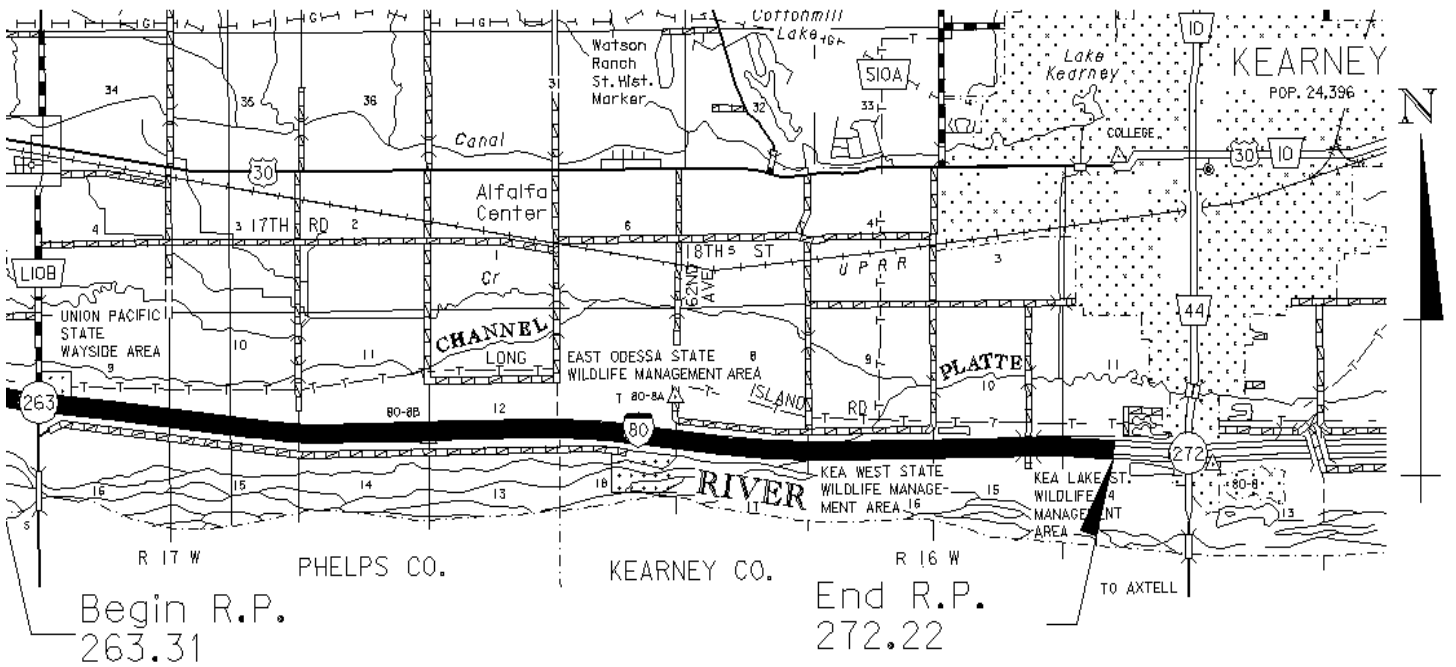 G
G
Cottonmill
Lake
G
T
10
Watson
Ranch
St. Hist.
Marker
S10A
Lake
Kearney
KEARNEY
POP. 24,396
N
34
35
36
31
32
33
COLLEGE
Canal
30
30
10
Alfalfa
Center
4
3
17TH RD
2
6
4
1
18TH ST
S
UPRR
3
L10B
Cr
62ND
AVE
UNION PACIFIC
STATE
WAYSIDE AREA
44
10
11
CHANNEL
LONG
EAST ODESSA STATE
WILDLIFE MANAGEMENT AREA
8
9
PLATTE
10
11
9
T
T
T
T 80-8A
T
ISLAND
RD
T
T
263
80-8B
12
80
272
16
15
14
13
18
RIVER
KEA WEST STATE
WILDLIFE MANAGE-
MENT AREA
16
15
KEA LAKE ST.
WILDLIFE
MANAGEMENT
AREA
14
80-8
13
S
R 17 W
PHELPS CO.
KEARNEY CO.
R 16 W
TO AXTELL
Begin R.P.
263.31
End R.P.
272.22